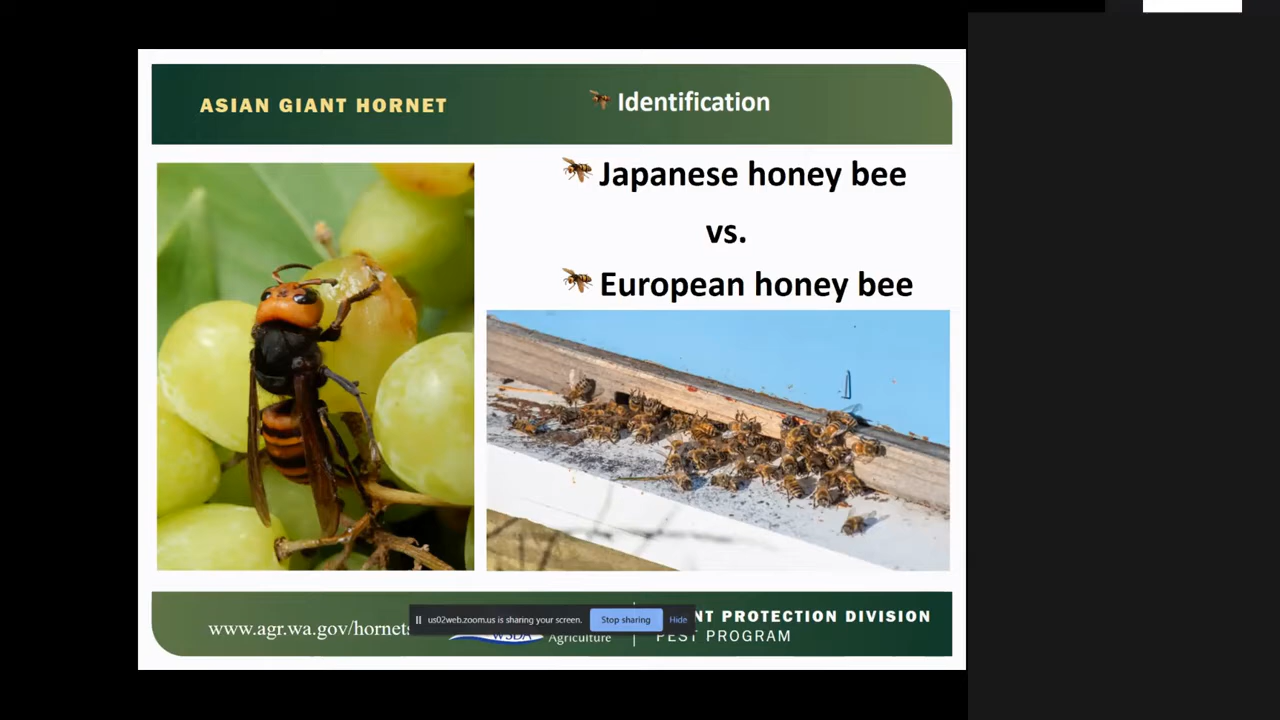 ASIAN GIANT HORNET
Identification
Japanese honey bee
vs.
European honey bee
www.agr.wa.gov/hornets
us02web.zoom.us is sharing your screen.
Stop sharing
Hide
WSDA
Agriculture
PROTECTION DIVISION
PEST PROGRAM